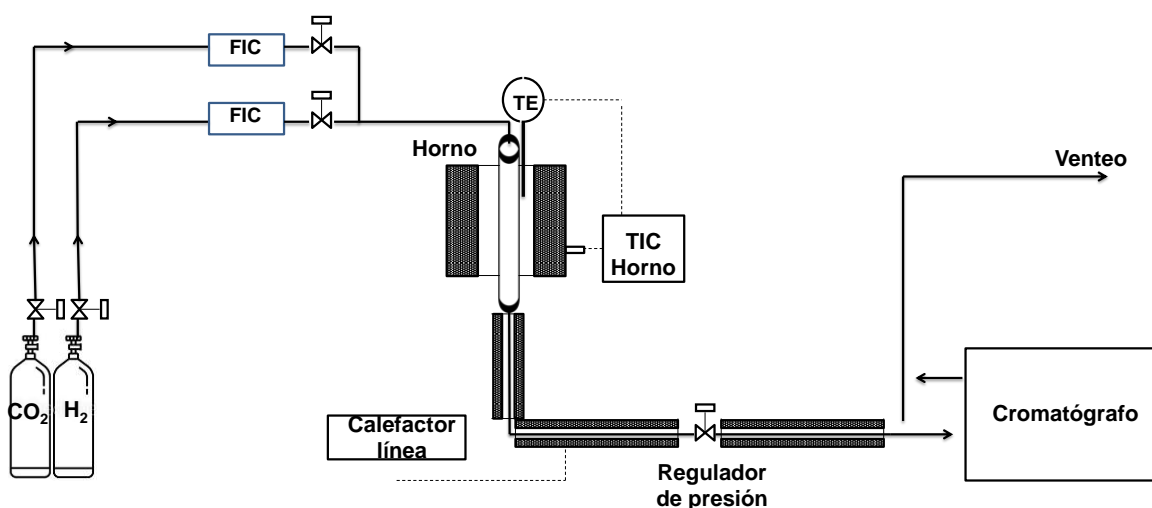 FIC
FIC
TE
Horno
Venteo
TIC
Horno
CO₂
H₂
Calefactor
línea
Cromatógrafo
Regulador
de presión